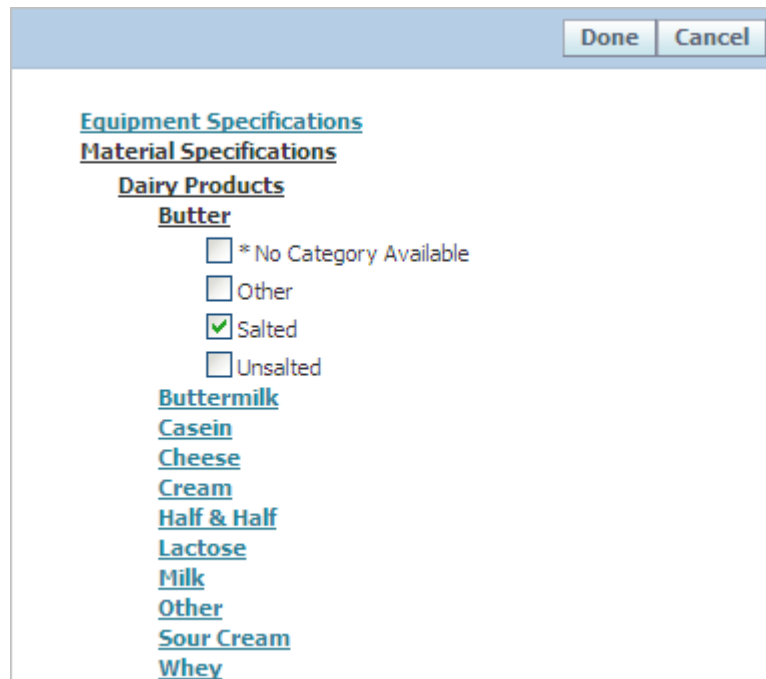 Done Cancel
Equipment Specifications
Material Specifications
Dairy Products
Butter
* No Category Available
Other
Salted
Unsalted
Buttermilk
Casein
Cheese
Cream
Half & Half
Lactose
Milk
Other
Sour Cream
Whey